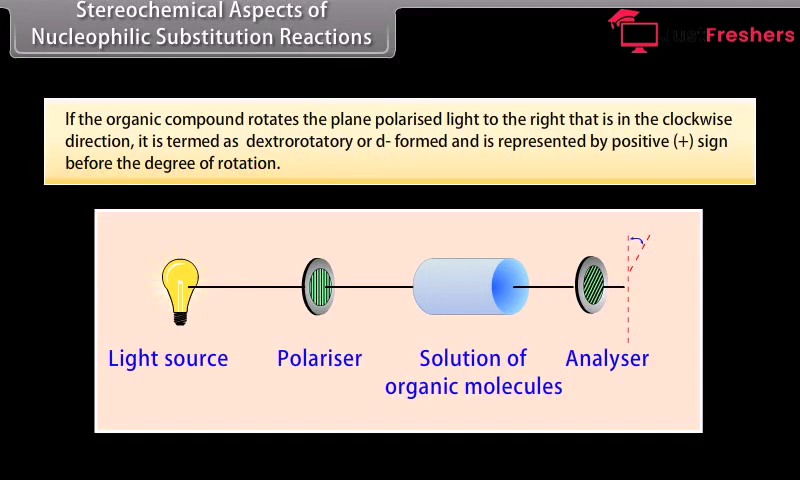 Stereochemical Aspects of
Nucleophilic Substitution Reactions
Just Freshers
If the organic compound rotates the plane polarised light to the right that is in the clockwise
direction, it is termed as dextrorotatory or d- formed and is represented by positive (+) sign
before the degree of rotation.
Light source
Polariser
Solution of
organic molecules
Analyser